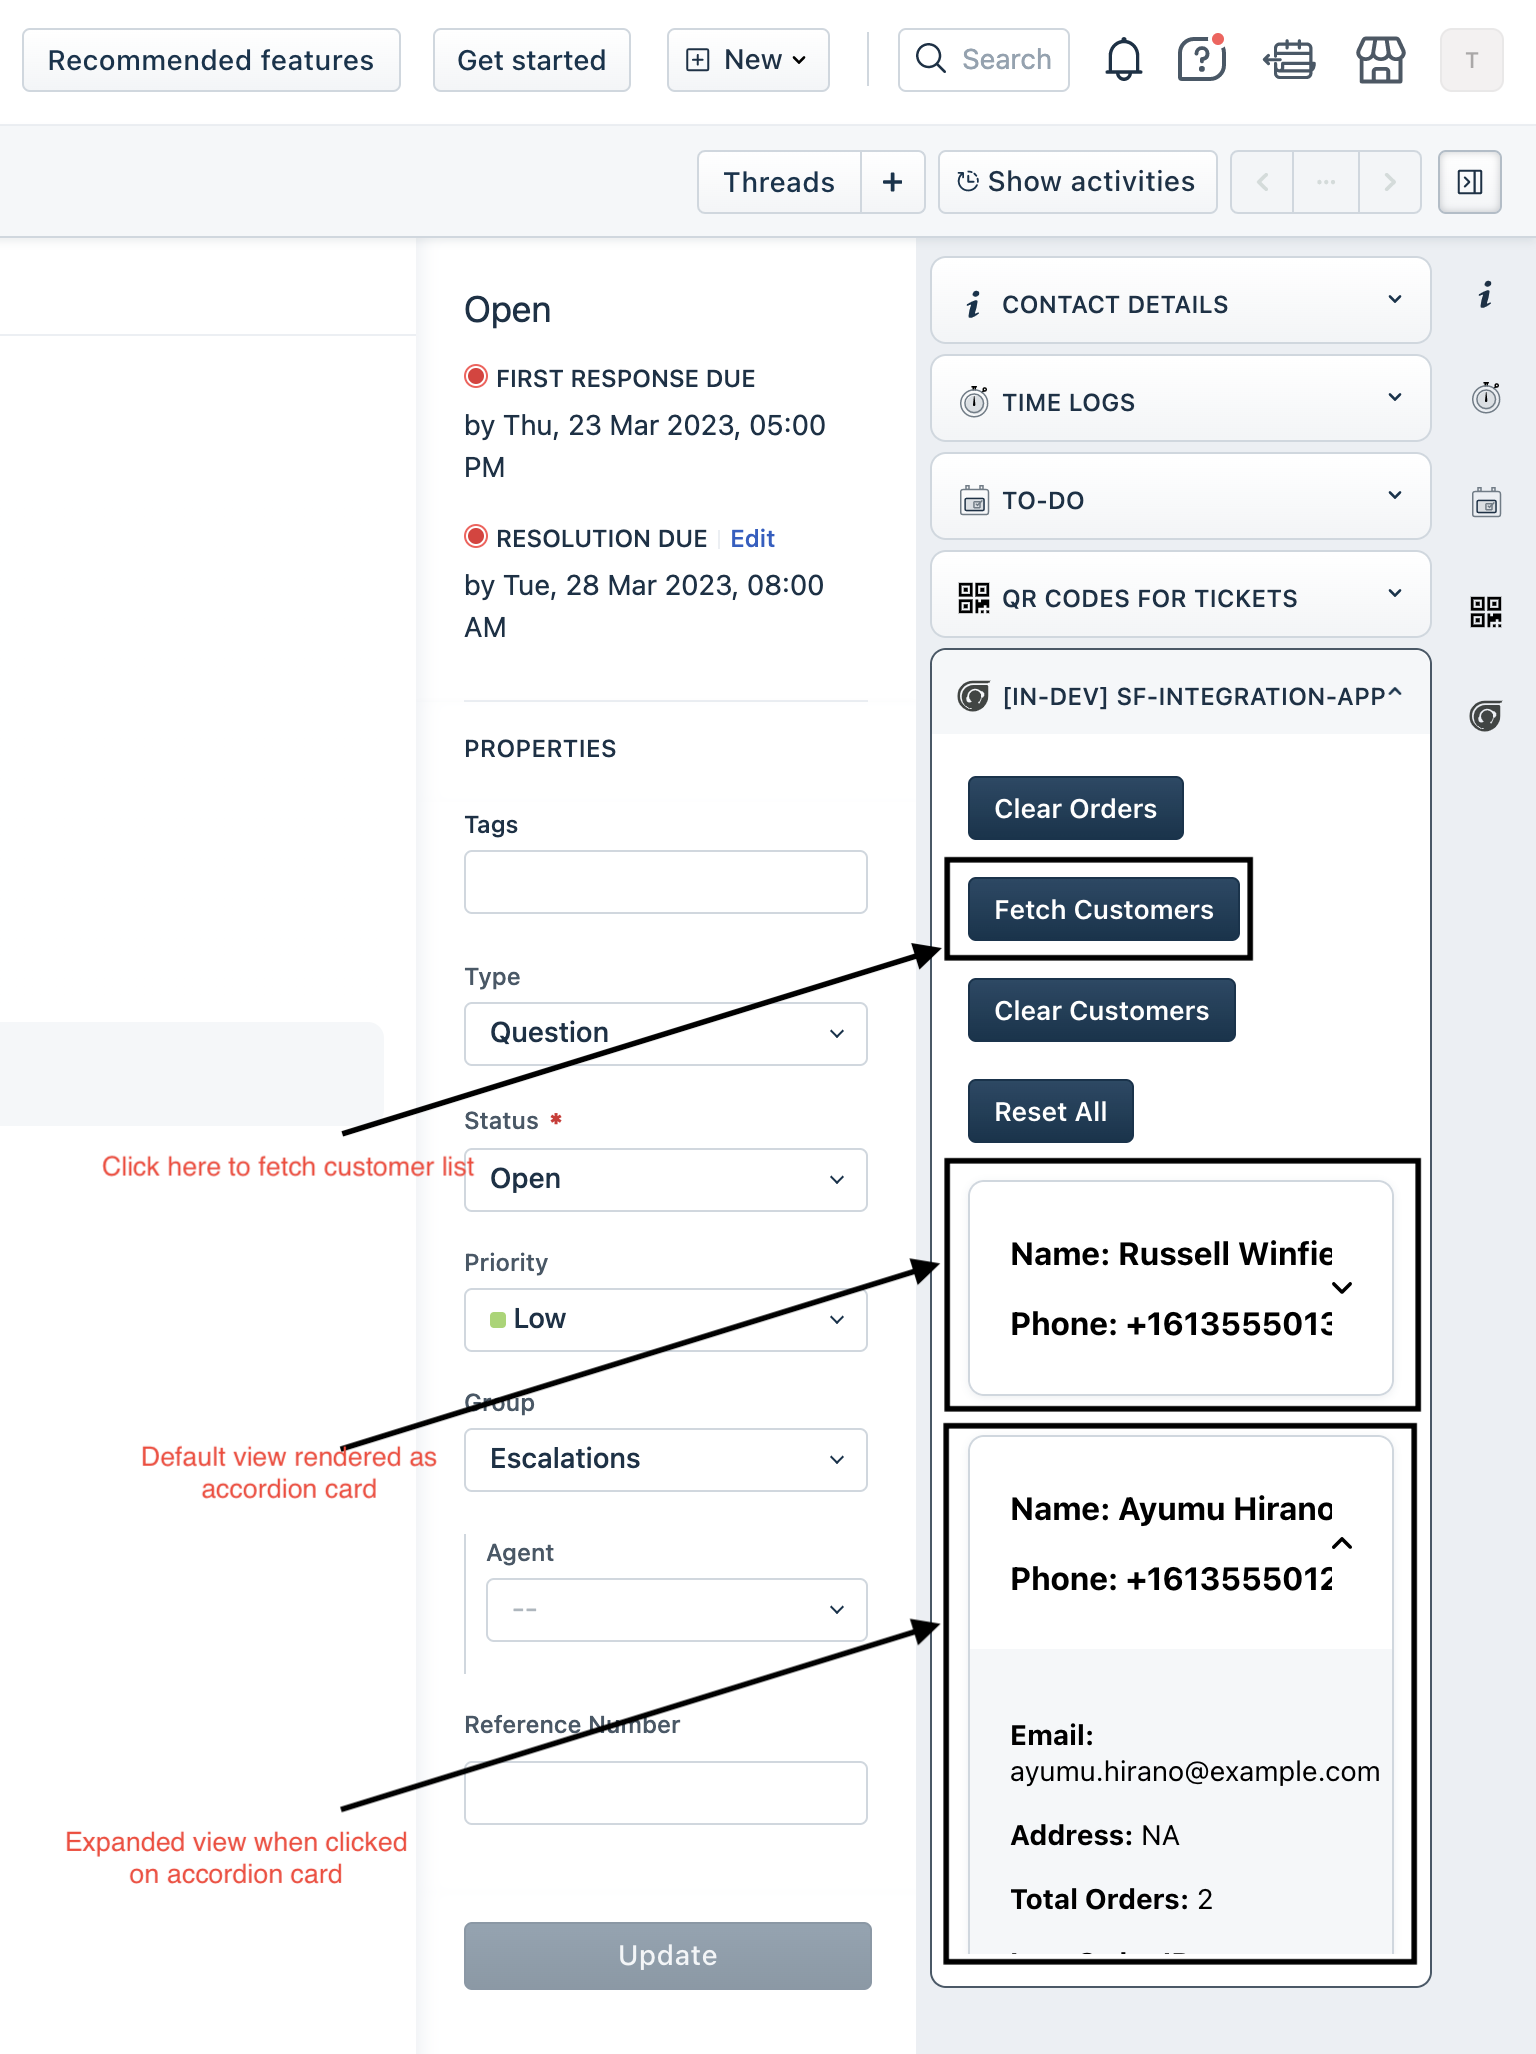 Recommended features
Get started
New
Search
T
Threads
+
Show activities
Open
FIRST RESPONSE DUE
by Thu, 23 Mar 2023, 05:00
PM
RESOLUTION DUE
Edit
by Tue, 28 Mar 2023, 08:00
AM
PROPERTIES
Tags
Type
Question
Status *
Open
Priority
Low
Group
Escalations
Agent
--
Reference Number
Update
Click here to fetch customer list
Default view rendered as
accordion card
Expanded view when clicked
on accordion card
CONTACT DETAILS
TIME LOGS
TO-DO
QR CODES FOR TICKETS
[IN-DEV] SF-INTEGRATION-APP
Clear Orders
Fetch Customers
Clear Customers
Reset All
Name: Russell Winfie
Phone: +1613555013
Name: Ayumu Hirano
Phone: +1613555012
Email:
ayumu.hirano@example.com
Address: NA
Total Orders: 2